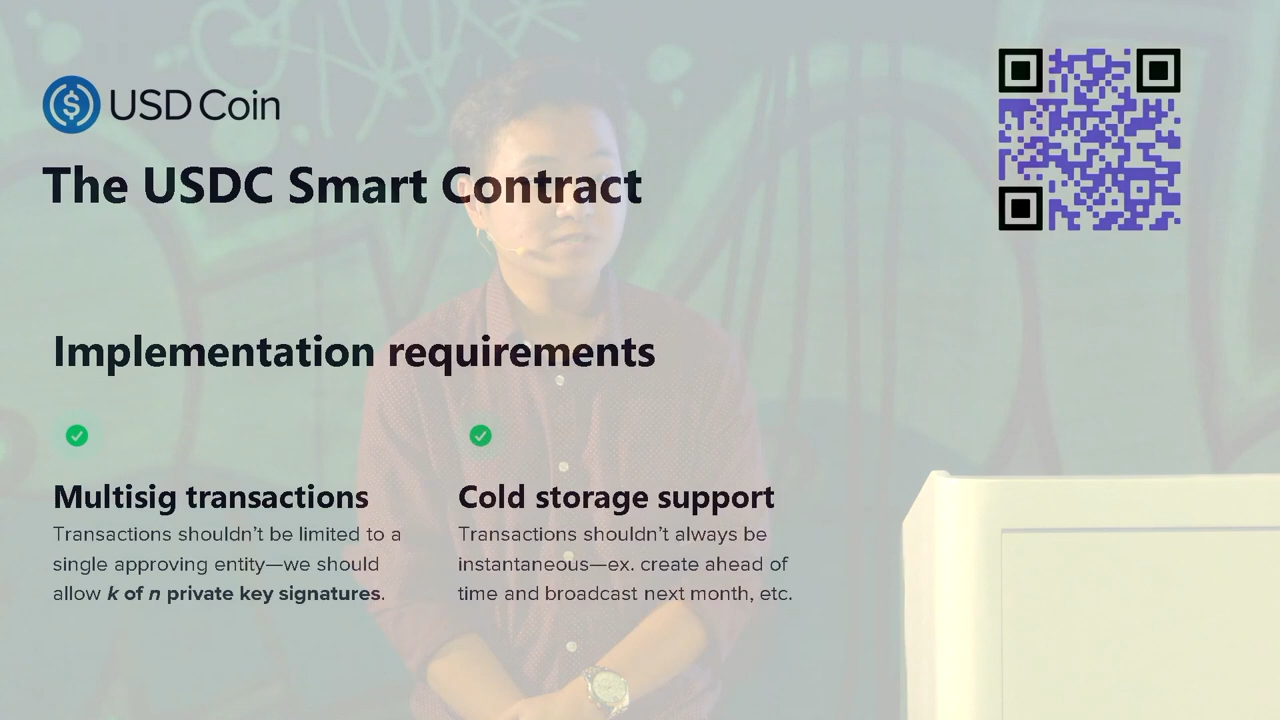 USD Coin
The USDC Smart Contract
Implementation requirements
Multisig transactions
Transactions shouldn’t be limited to a
single approving entity—we should
allow k of n private key signatures.
Cold storage support
Transactions shouldn’t always be
instantaneous—ex. create ahead of
time and broadcast next month, etc.